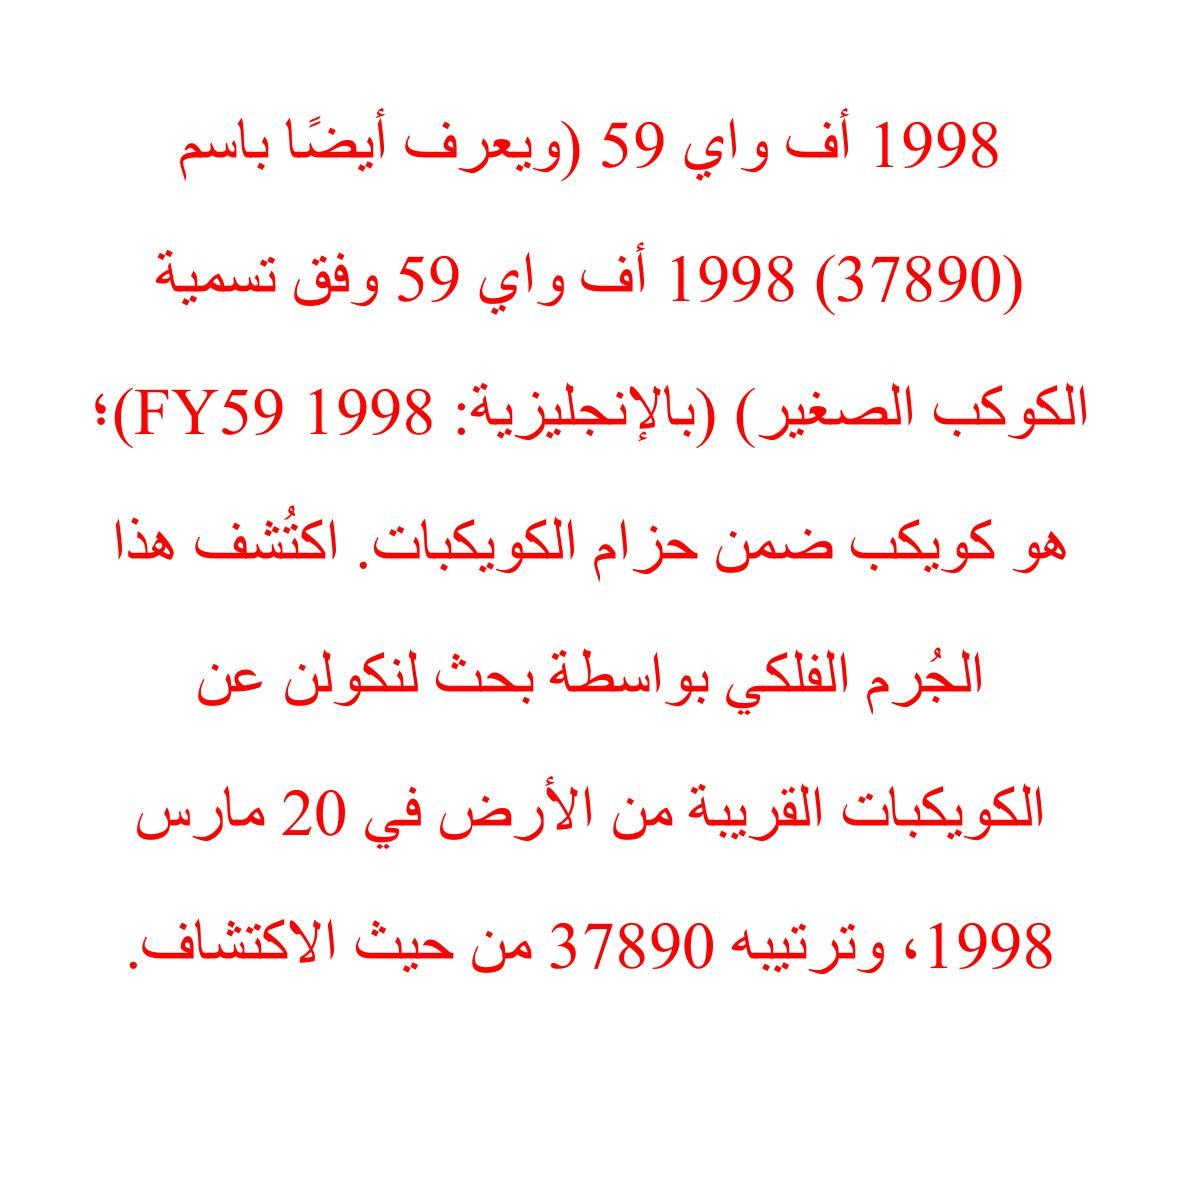 1998 أف واي 59 (ويعرف أيضًا باسم
(37890) 1998 أف واي 59 وفق تسمية
الكوكب الصغير) (بالإنجليزية: 1998 FY59)؛
هو كويكب ضمن حزام الكويكبات. اكتُشف هذا
الجُرم الفلكي بواسطة بحث لنكولن عن
الكويكبات القريبة من الأرض في 20 مارس
1998، وترتيبه 37890 من حيث الاكتشاف.